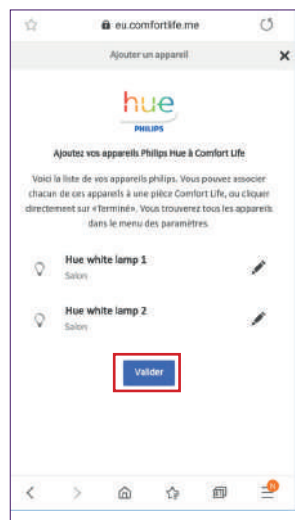 eu.comfortlife.me
Ajouter un appareil
hue
PHILIPS
Ajoutez vos appareils Philips Hue à Comfort Life
Voici la liste de vos appareils philips. Vous pouvez associer
chacun de ces appareils à une pièce Comfort Life, ou cliquer
directement sur «Terminé». Vous trouverez tous les appareils
dans le menu des paramètres
Hue white lamp 1
Salon
Hue white lamp 2
Salon
Valider
N